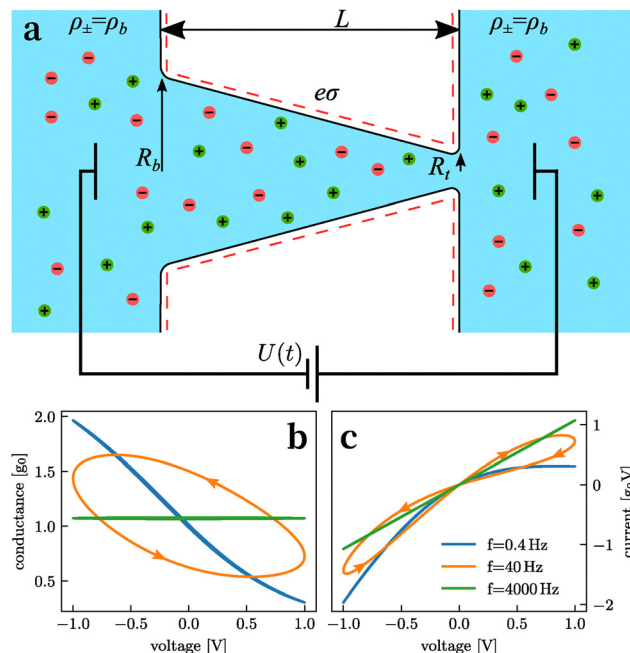 a
ρ±=ρb
L
ρ±=ρb
eσ
Rb
Rt
U(t)
b
2.0
1.5
1.0
0.5
conductance [g₀]
−1.0 −0.5 0.0 0.5 1.0
voltage [V]
c
1
0
−1
−2
current [g₀V]
f=0.4 Hz
f=40 Hz
f=4000 Hz
−1.0 −0.5 0.0 0.5 1.0
voltage [V]